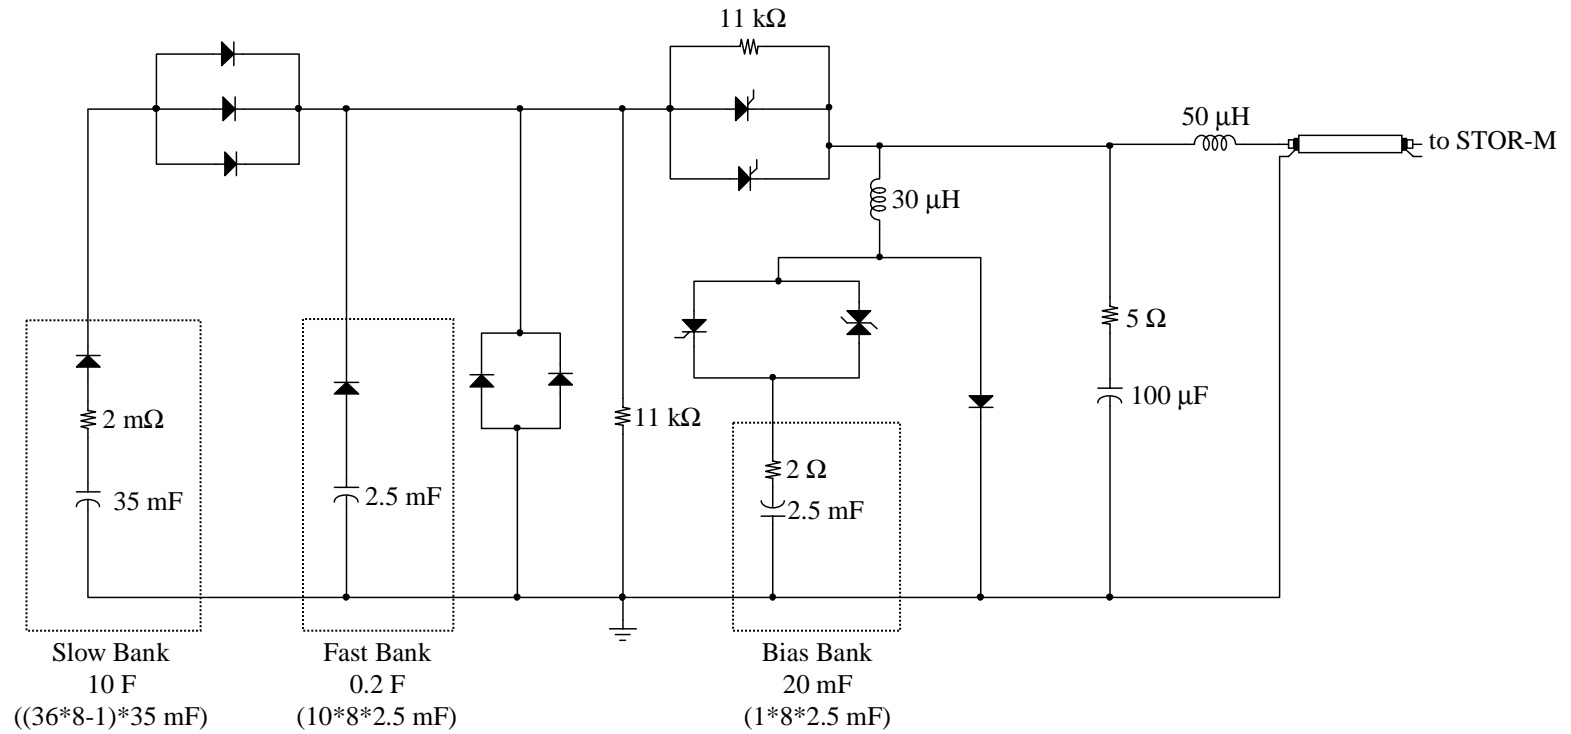 11 kΩ
50 μH
to STOR-M
30 μH
5 Ω
2 mΩ
100 μF
11 kΩ
2 Ω
35 mF
2.5 mF
2.5 mF
Slow Bank
10 F
((36*8-1)*35 mF)
Fast Bank
0.2 F
(10*8*2.5 mF)
Bias Bank
20 mF
(1*8*2.5 mF)